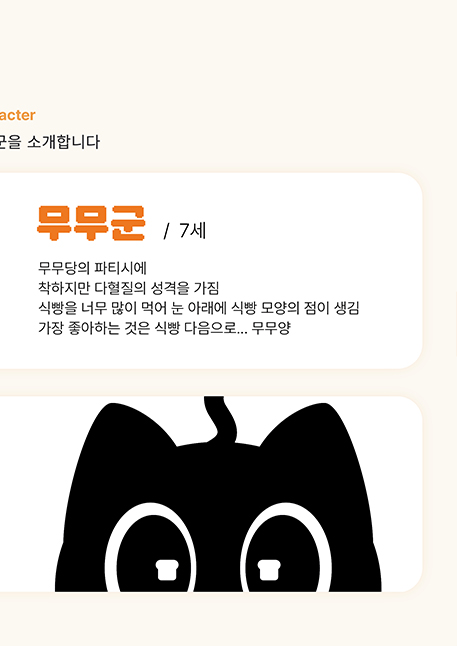 acter
군을 소개합니다
무무군 / 7세
무무당의 파티시에
착하지만 다혈질의 성격을 가짐
식빵을 너무 많이 먹어 눈 아래에 식빵 모양의 점이 생김
가장 좋아하는 것은 식빵 다음으로... 무무양